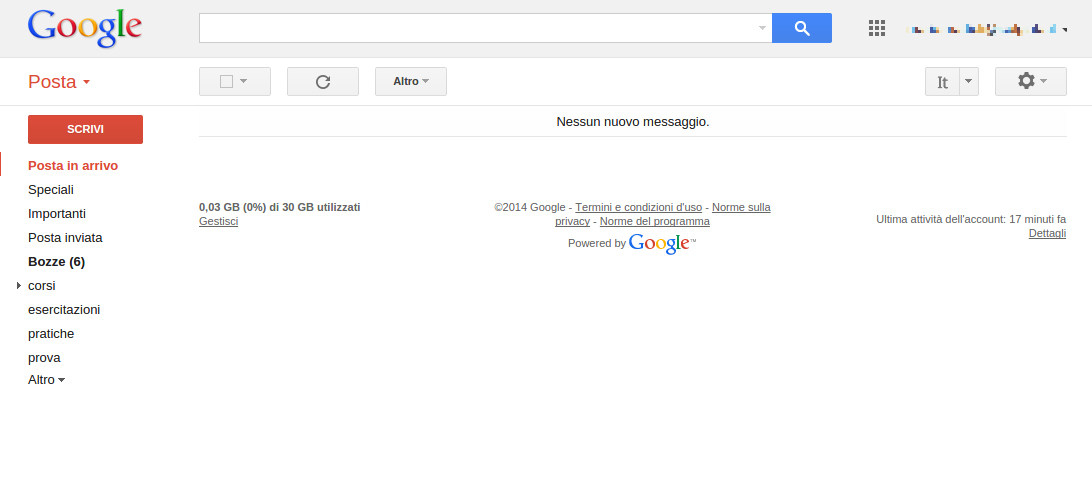 Google
Posta
Altro
It
SCRIVI
Nessun nuovo messaggio.
Posta in arrivo
Speciali
Importanti
Posta inviata
Bozze (6)
corsi
esercitazioni
pratiche
prova
Altro
0,03 GB (0%) di 30 GB utilizzati
Gestisci
©2014 Google - Termini e condizioni d'uso - Norme sulla
privacy - Norme del programma
Powered by Google™
Ultima attività dell'account: 17 minuti fa
Dettagli